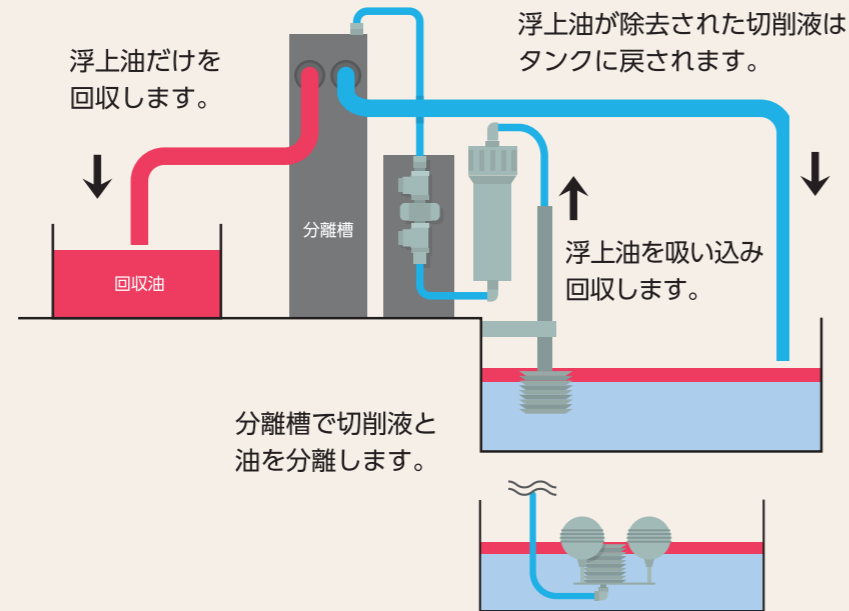 浮上油だけを
回収します。
浮上油が除去された切削液は
タンクに戻されます。
分離槽
回収油
浮上油を吸い込み
回収します。
分離槽で切削液と
油を分離します。